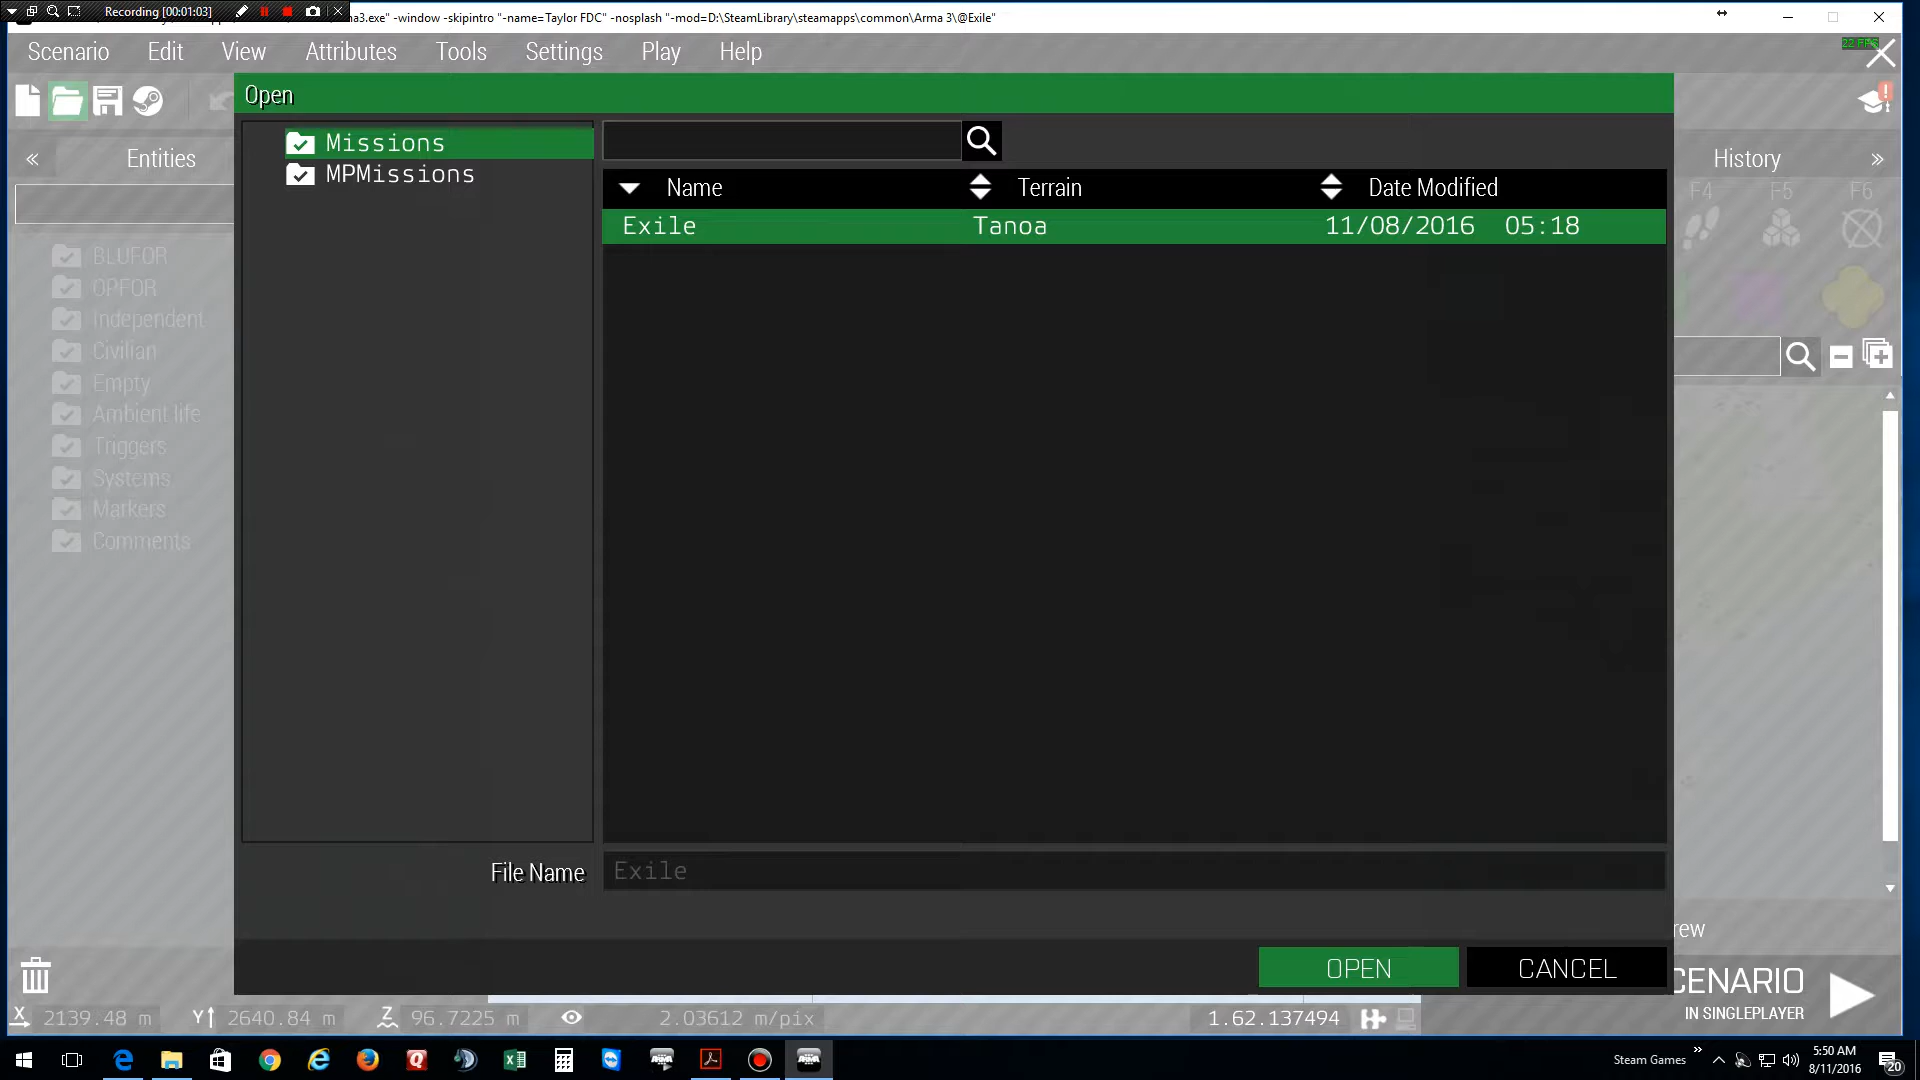 Recording [00:01:03]
ma3.exe" -window -skipintro "-name=Taylor FDC" -nosplash "-mod=D:\SteamLibrary\steamapps\common\Arma 3\@Exile"
22 FPS
Scenario Edit View Attributes Tools Settings Play Help
Open
Entities
History
Missions
MPMissions
Name Terrain Date Modified
F4 F5 F6
Exile Tanoa 11/08/2016 05:18
BLUFOR
OPFOR
Independent
Civilian
Empty
Ambient life
Triggers
Systems
Markers
Comments
File Name Exile
rew
OPEN CANCEL
CENARIO
IN SINGLEPLAYER
X 2139.48 m Y 2640.84 m Z 96.7225 m 2.03612 m/pix 1.62.137494
Steam Games
5:50 AM
8/11/2016
20